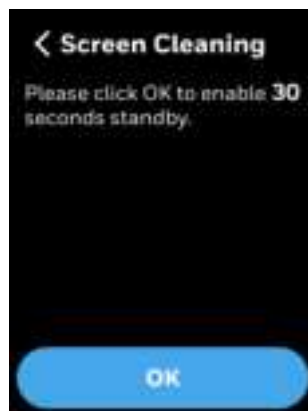 Screen Cleaning
Please click OK to enable 30
seconds standby.
OK